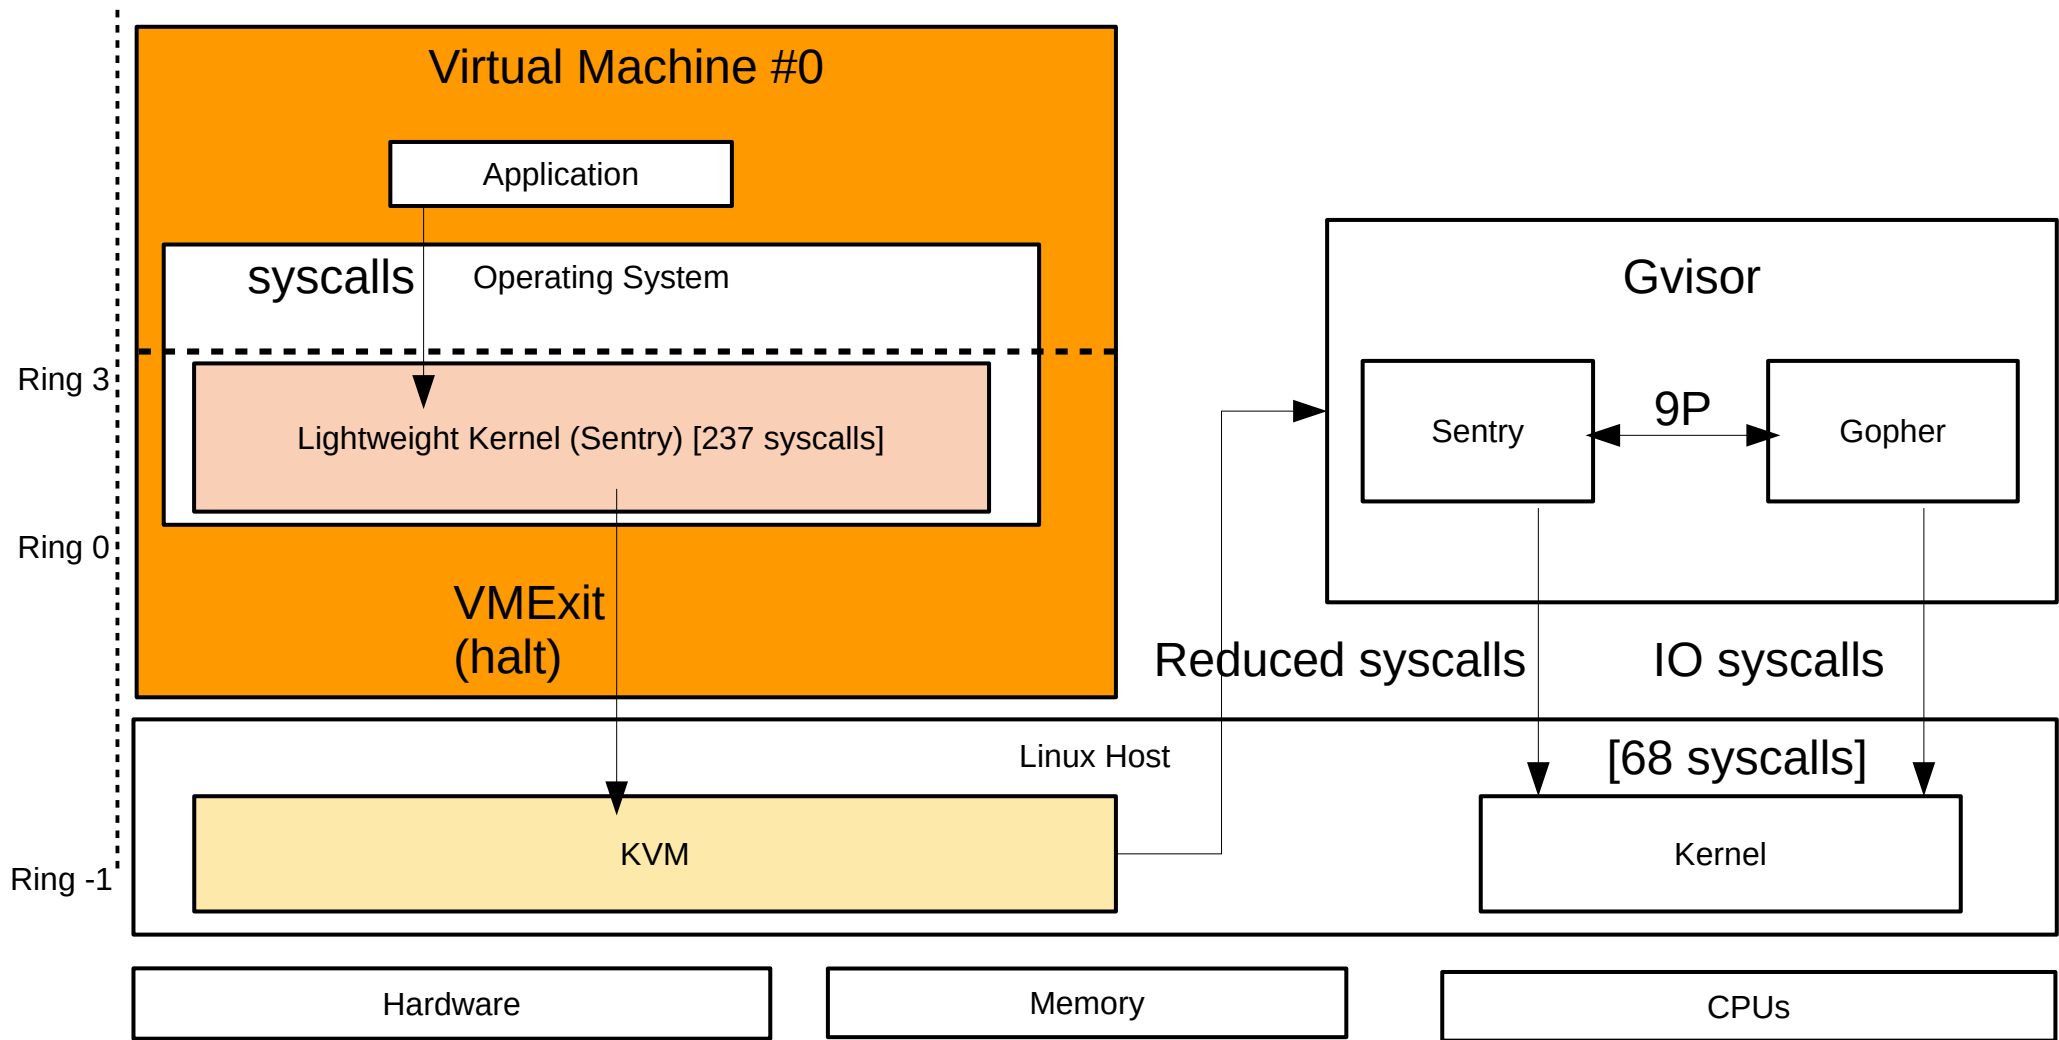 Virtual Machine #0
Application
syscalls
Operating System
Gvisor
Ring 3
Lightweight Kernel (Sentry) [237 syscalls]
Sentry
9P
Gopher
Ring 0
VMExit
(halt)
Reduced syscalls
IO syscalls
Linux Host
[68 syscalls]
KVM
Kernel
Ring -1
Hardware
Memory
CPUs